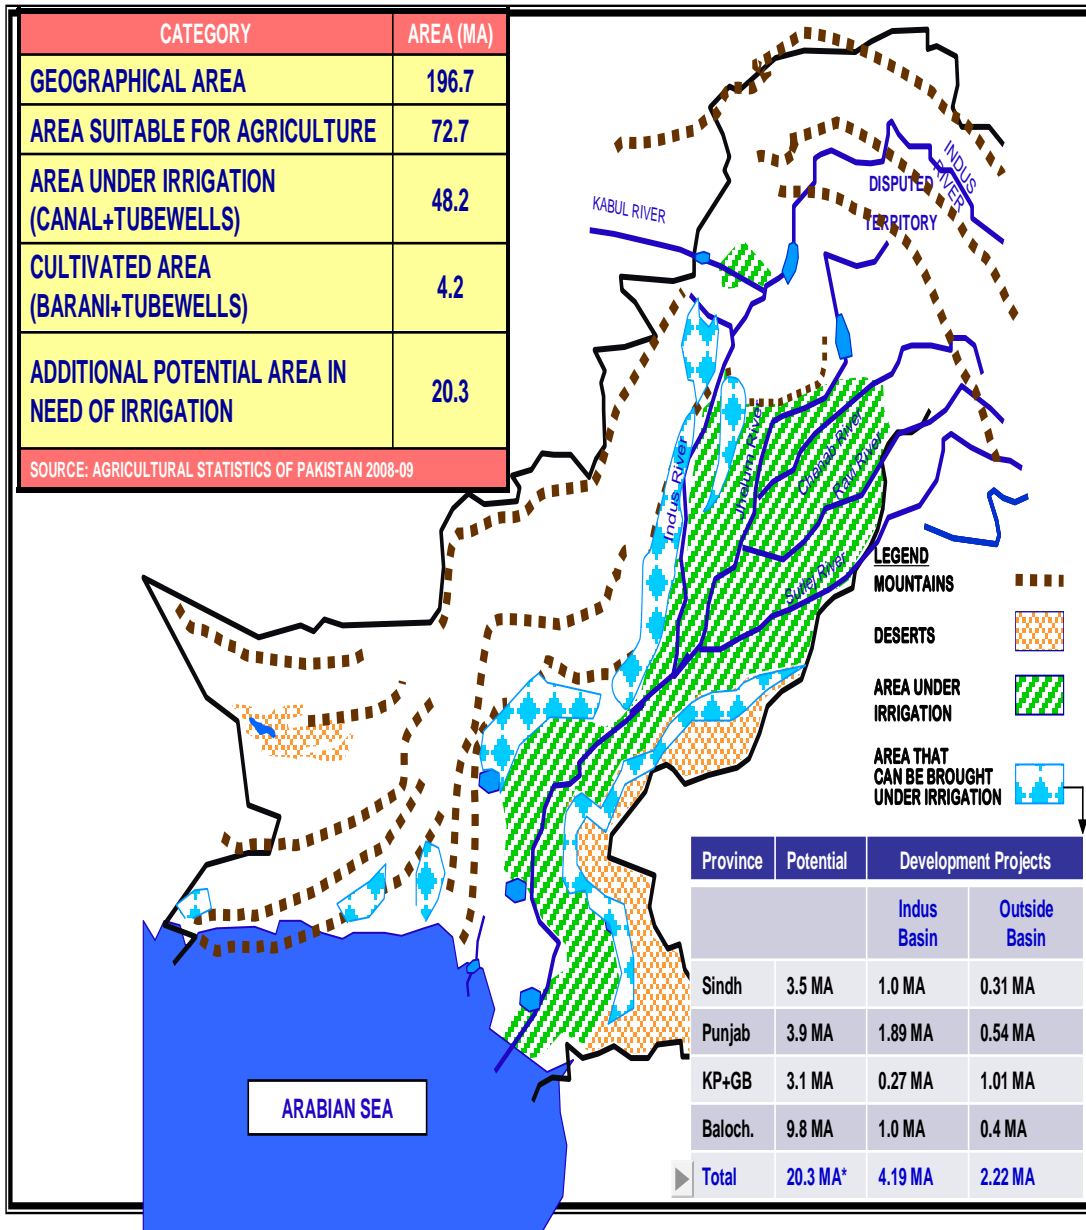 CATEGORY AREA (MA)
GEOGRAPHICAL AREA 196.7
AREA SUITABLE FOR AGRICULTURE 72.7
AREA UNDER IRRIGATION
(CANAL+TUBEWELLS) 48.2
CULTIVATED AREA
(BARANI+TUBEWELLS) 4.2
ADDITIONAL POTENTIAL AREA IN
NEED OF IRRIGATION 20.3
SOURCE: AGRICULTURAL STATISTICS OF PAKISTAN 2008-09
INDUS
RIVER
DISPUTED
TERRITORY
KABUL RIVER
Indus River
Jhelum River
Chenab River
Ravi River
Sutlej River
LEGEND
MOUNTAINS
DESERTS
AREA UNDER
IRRIGATION
AREA THAT
CAN BE BROUGHT
UNDER IRRIGATION
ARABIAN SEA
Province Potential Development Projects
Indus
Basin
Outside
Basin
Sindh 3.5 MA 1.0 MA 0.31 MA
Punjab 3.9 MA 1.89 MA 0.54 MA
KP+GB 3.1 MA 0.27 MA 1.01 MA
Baloch. 9.8 MA 1.0 MA 0.4 MA
Total 20.3 MA* 4.19 MA 2.22 MA